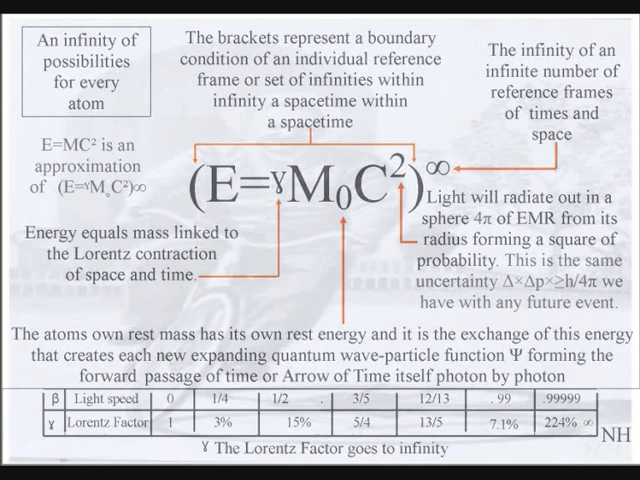 An infinity of
possibilities
for every
atom
The brackets represent a boundary
condition of an individual reference
frame or set of infinities within
infinity a spacetime within
a spacetime
The infinity of an
infinite number of
reference frames
of times and
space
E=MC² is an
approximation
of (E=ˠM˳C²)∞
(E=ɣM₀C²)∞
Energy equals mass linked to
the Lorentz contraction
of space and time.
Light will radiate out in a
sphere 4π of EMR from its
radius forming a square of
probability. This is the same
uncertainty Δ×Δp×≥h/4π we
have with any future event.
The atoms own rest mass has its own rest energy and it is the exchange of this energy
that creates each new expanding quantum wave-particle function Ψ forming the
forward passage of time or Arrow of Time itself photon by photon
β Light speed 0 1/4 1/2 . 3/5 12/13 .99 .99999
ɣ Lorentz Factor 1 3% 15% 5/4 13/5 7.1% 224% ∞
NH
ɣ The Lorentz Factor goes to infinity